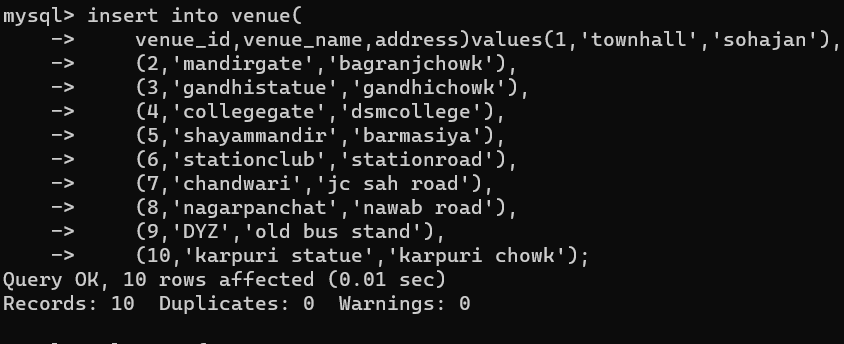 mysql> insert into venue(
    ->     venue_id,venue_name,address)values(1,'townhall','sohajan'),
    ->     (2,'mandirgate','bagranjchowk'),
    ->     (3,'gandhistatue','gandhichowk'),
    ->     (4,'collegegate','dsmcollege'),
    ->     (5,'shayammandir','barmasiya'),
    ->     (6,'stationclub','stationroad'),
    ->     (7,'chandwari','jc sah road'),
    ->     (8,'nagarpanchat','nawab road'),
    ->     (9,'DYZ','old bus stand'),
    ->     (10,'karpuri statue','karpuri chowk');
Query OK, 10 rows affected (0.01 sec)
Records: 10  Duplicates: 0  Warnings: 0